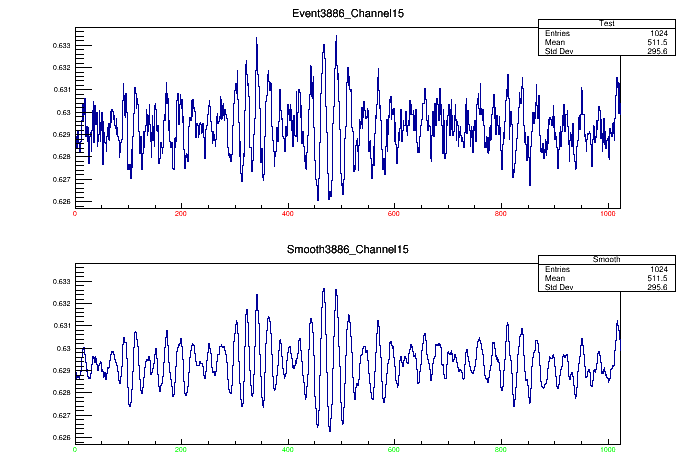 Event3886_Channel15
Test
Entries 1024
Mean 511.5
Std Dev 295.6
0.633
0.632
0.631
0.63
0.629
0.628
0.627
0.626
0 200 400 600 800 1000
Smooth3886_Channel15
Smooth
Entries 1024
Mean 511.5
Std Dev 295.6
0.633
0.632
0.631
0.63
0.629
0.628
0.627
0.626
0 200 400 600 800 1000